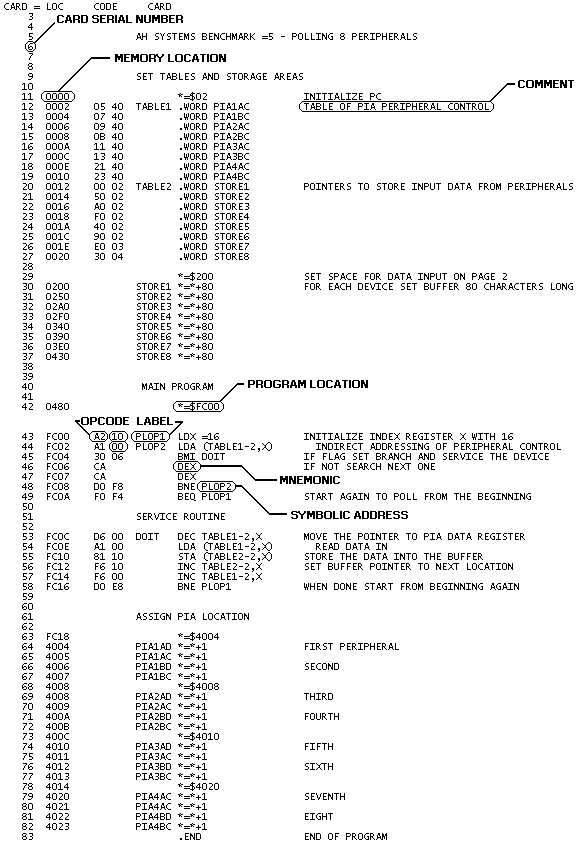 CARD = LOC CODE CARD
3
CARD SERIAL NUMBER
4
5 AH SYSTEMS BENCHMARK =5 - POLLING 8 PERIPHERALS
6
7
MEMORY LOCATION
8
9 SET TABLES AND STORAGE AREAS
10
COMMENT
11 0000 *=$02 INITIALIZE PC
12 0002 05 40 TABLE1 .WORD PIA1AC TABLE OF PIA PERIPHERAL CONTROL
13 0004 07 40 .WORD PIA1BC
14 0006 09 40 .WORD PIA2AC
15 0008 0B 40 .WORD PIA2BC
16 000A 11 40 .WORD PIA3AC
17 000C 13 40 .WORD PIA3BC
18 000E 21 40 .WORD PIA4AC
19 0010 23 40 .WORD PIA4BC
20 0012 00 02 TABLE2 .WORD STORE1 POINTERS TO STORE INPUT DATA FROM PERIPHERALS
21 0014 50 02 .WORD STORE2
22 0016 A0 02 .WORD STORE3
23 0018 F0 02 .WORD STORE4
24 001A 40 02 .WORD STORE5
25 001C 90 02 .WORD STORE6
26 001E E0 03 .WORD STORE7
27 0020 30 04 .WORD STORE8
28
29 *=$200 SET SPACE FOR DATA INPUT ON PAGE 2
30 0200 STORE1 *=*+80 FOR EACH DEVICE SET BUFFER 80 CHARACTERS LONG
31 0250 STORE2 *=*+80
32 02A0 STORE3 *=*+80
33 02F0 STORE4 *=*+80
34 0340 STORE5 *=*+80
35 0390 STORE6 *=*+80
36 03E0 STORE7 *=*+80
37 0430 STORE8 *=*+80
38
39
40 MAIN PROGRAM
PROGRAM LOCATION
41
42 0480 *=$FC00
OPCODE LABEL
43 FC00 A2 10 PLOP1 LDX =16 INITIALIZE INDEX REGISTER X WITH 16
44 FC02 A1 00 PLOP2 LDA (TABLE1-2,X) INDIRECT ADDRESSING OF PERIPHERAL CONTROL
45 FC04 30 06 BMI DOIT IF FLAG SET BRANCH AND SERVICE THE DEVICE
46 FC06 CA DEX IF NOT SEARCH NEXT ONE
47 FC07 CA DEX
MNEMONIC
48 FC08 D0 F8 BNE PLOP2
49 FC0A F0 F4 BEQ PLOP1 START AGAIN TO POLL FROM THE BEGINNING
50
SYMBOLIC ADDRESS
51 SERVICE ROUTINE
52
53 FC0C D6 00 DOIT DEC TABLE1-2,X MOVE THE POINTER TO PIA DATA REGISTER
54 FC0E A1 00 LDA (TABLE1-2,X) READ DATA IN
55 FC10 81 10 STA (TABLE2-2,X) STORE THE DATA INTO THE BUFFER
56 FC12 F6 10 INC TABLE2-2,X SET BUFFER POINTER TO NEXT LOCATION
57 FC14 F6 00 INC TABLE1-2,X
58 FC16 D0 E8 BNE PLOP1 WHEN DONE START FROM BEGINNING AGAIN
59
60
61 ASSIGN PIA LOCATION
62
63 FC18 *=$4004
64 4004 PIA1AD *=*+1 FIRST PERIPHERAL
65 4005 PIA1AC *=*+1
66 4006 PIA1BD *=*+1 SECOND
67 4007 PIA1BC *=*+1
68 4008 *=$4008
69 4008 PIA2AD *=*+1 THIRD
70 4009 PIA2AC *=*+1
71 400A PIA2BD *=*+1 FOURTH
72 400B PIA2BC *=*+1
73 400C *=$4010
74 4010 PIA3AD *=*+1 FIFTH
75 4011 PIA3AC *=*+1
76 4012 PIA3BD *=*+1 SIXTH
77 4013 PIA3BC *=*+1
78 4014 *=$4020
79 4020 PIA4AC *=*+1 SEVENTH
80 4021 PIA4AC *=*+1
81 4022 PIA4BD *=*+1 EIGHT
82 4023 PIA4BC *=*+1
83 .END END OF PROGRAM